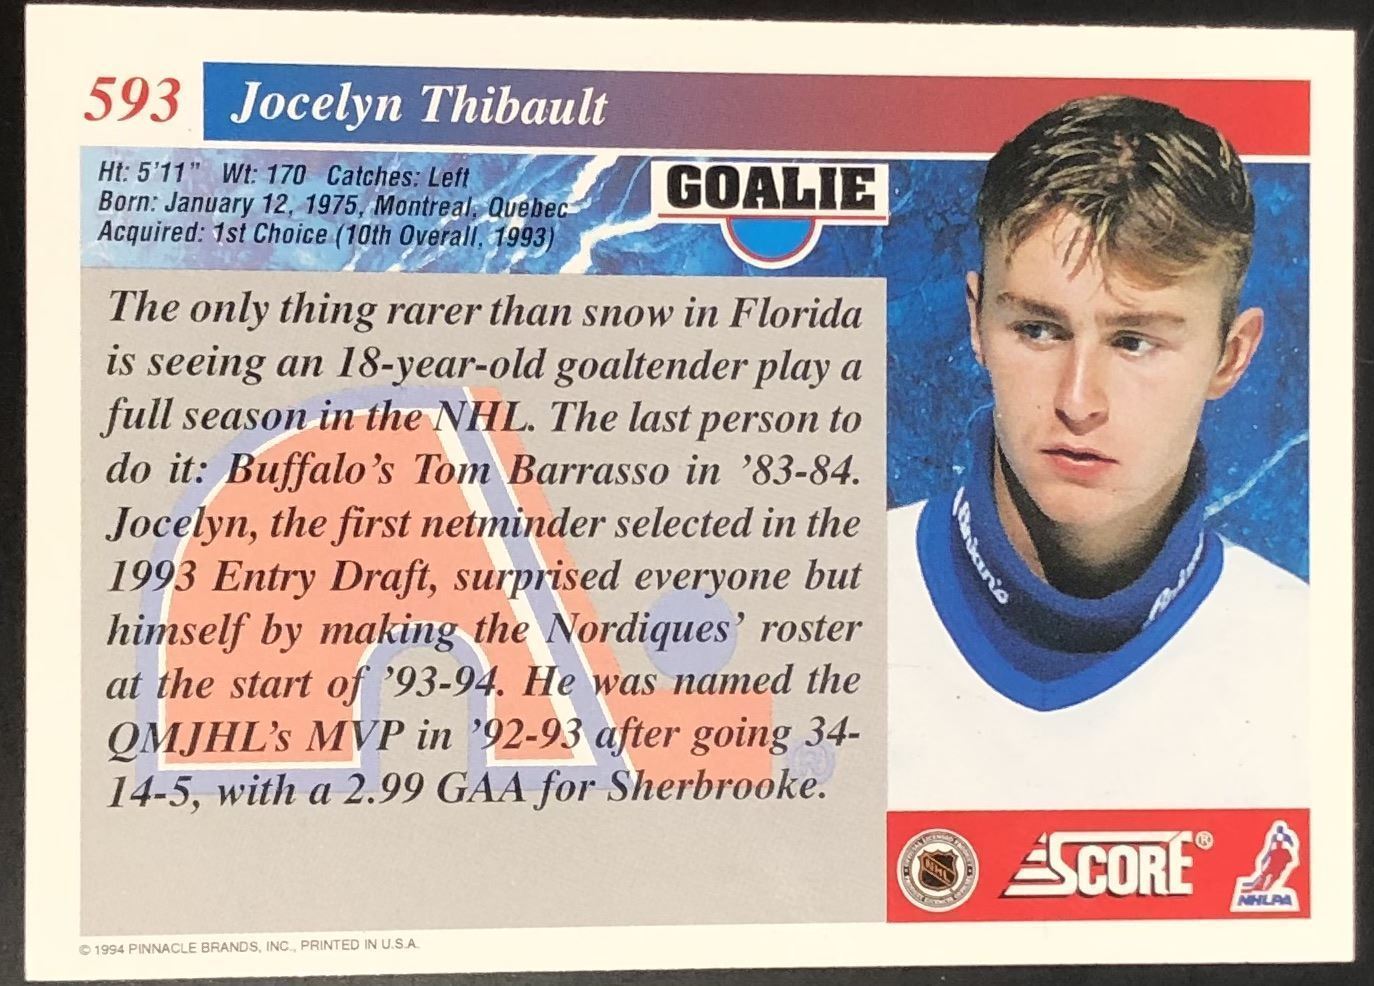 593 Jocelyn Thibault
Ht: 5'11" Wt: 170 Catches: Left
Born: January 12, 1975, Montreal, Quebec
Acquired: 1st Choice (10th Overall, 1993)
GOALIE
The only thing rarer than snow in Florida
is seeing an 18-year-old goaltender play a
full season in the NHL. The last person to
do it: Buffalo's Tom Barrasso in '83-84.
Jocelyn, the first netminder selected in the
1993 Entry Draft, surprised everyone but
himself by making the Nordiques' roster
at the start of '93-94. He was named the
QMJHL's MVP in '92-93 after going 34-
14-5, with a 2.99 GAA for Sherbrooke.
®
NHL
SCORE®
NHLPA
© 1994 PINNACLE BRANDS, INC., PRINTED IN U.S.A.